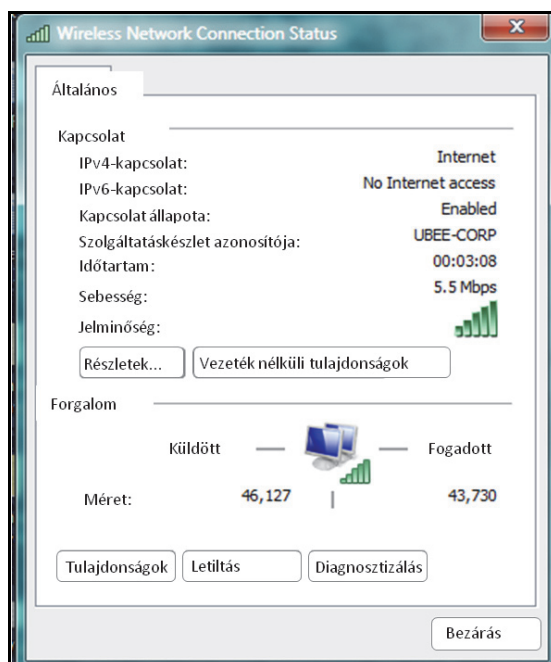 Wireless Network Connection Status
Általános
Kapcsolat
IPv4-kapcsolat: Internet
IPv6-kapcsolat: No Internet access
Kapcsolat állapota: Enabled
Szolgáltatáskészlet azonosítója: UBEE-CORP
Időtartam: 00:03:08
Sebesség: 5.5 Mbps
Jelminőség:
Részletek... Vezeték nélküli tulajdonságok
Forgalom
Küldött Fogadott
Méret: 46,127 43,730
Tulajdonságok Letiltás Diagnosztizálás
Bezárás